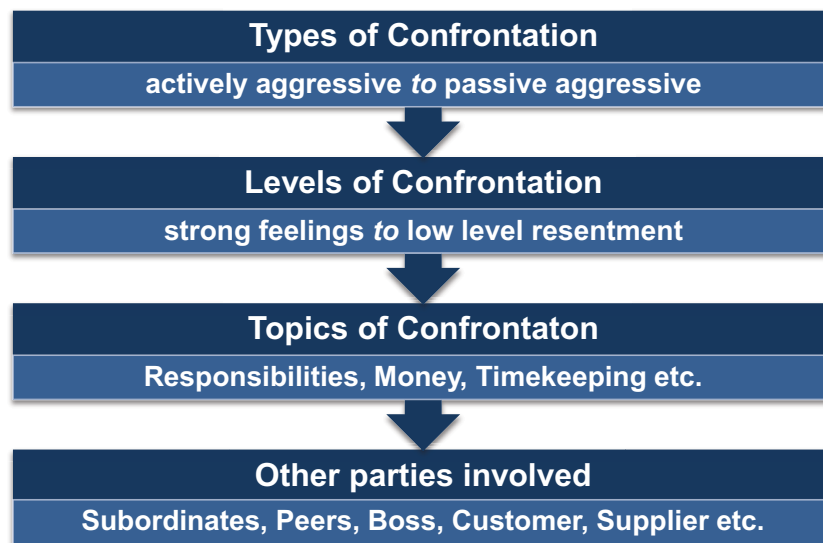 Types of Confrontation
actively aggressive to passive aggressive
Levels of Confrontation
strong feelings to low level resentment
Topics of Confrontaton
Responsibilities, Money, Timekeeping etc.
Other parties involved
Subordinates, Peers, Boss, Customer, Supplier etc.